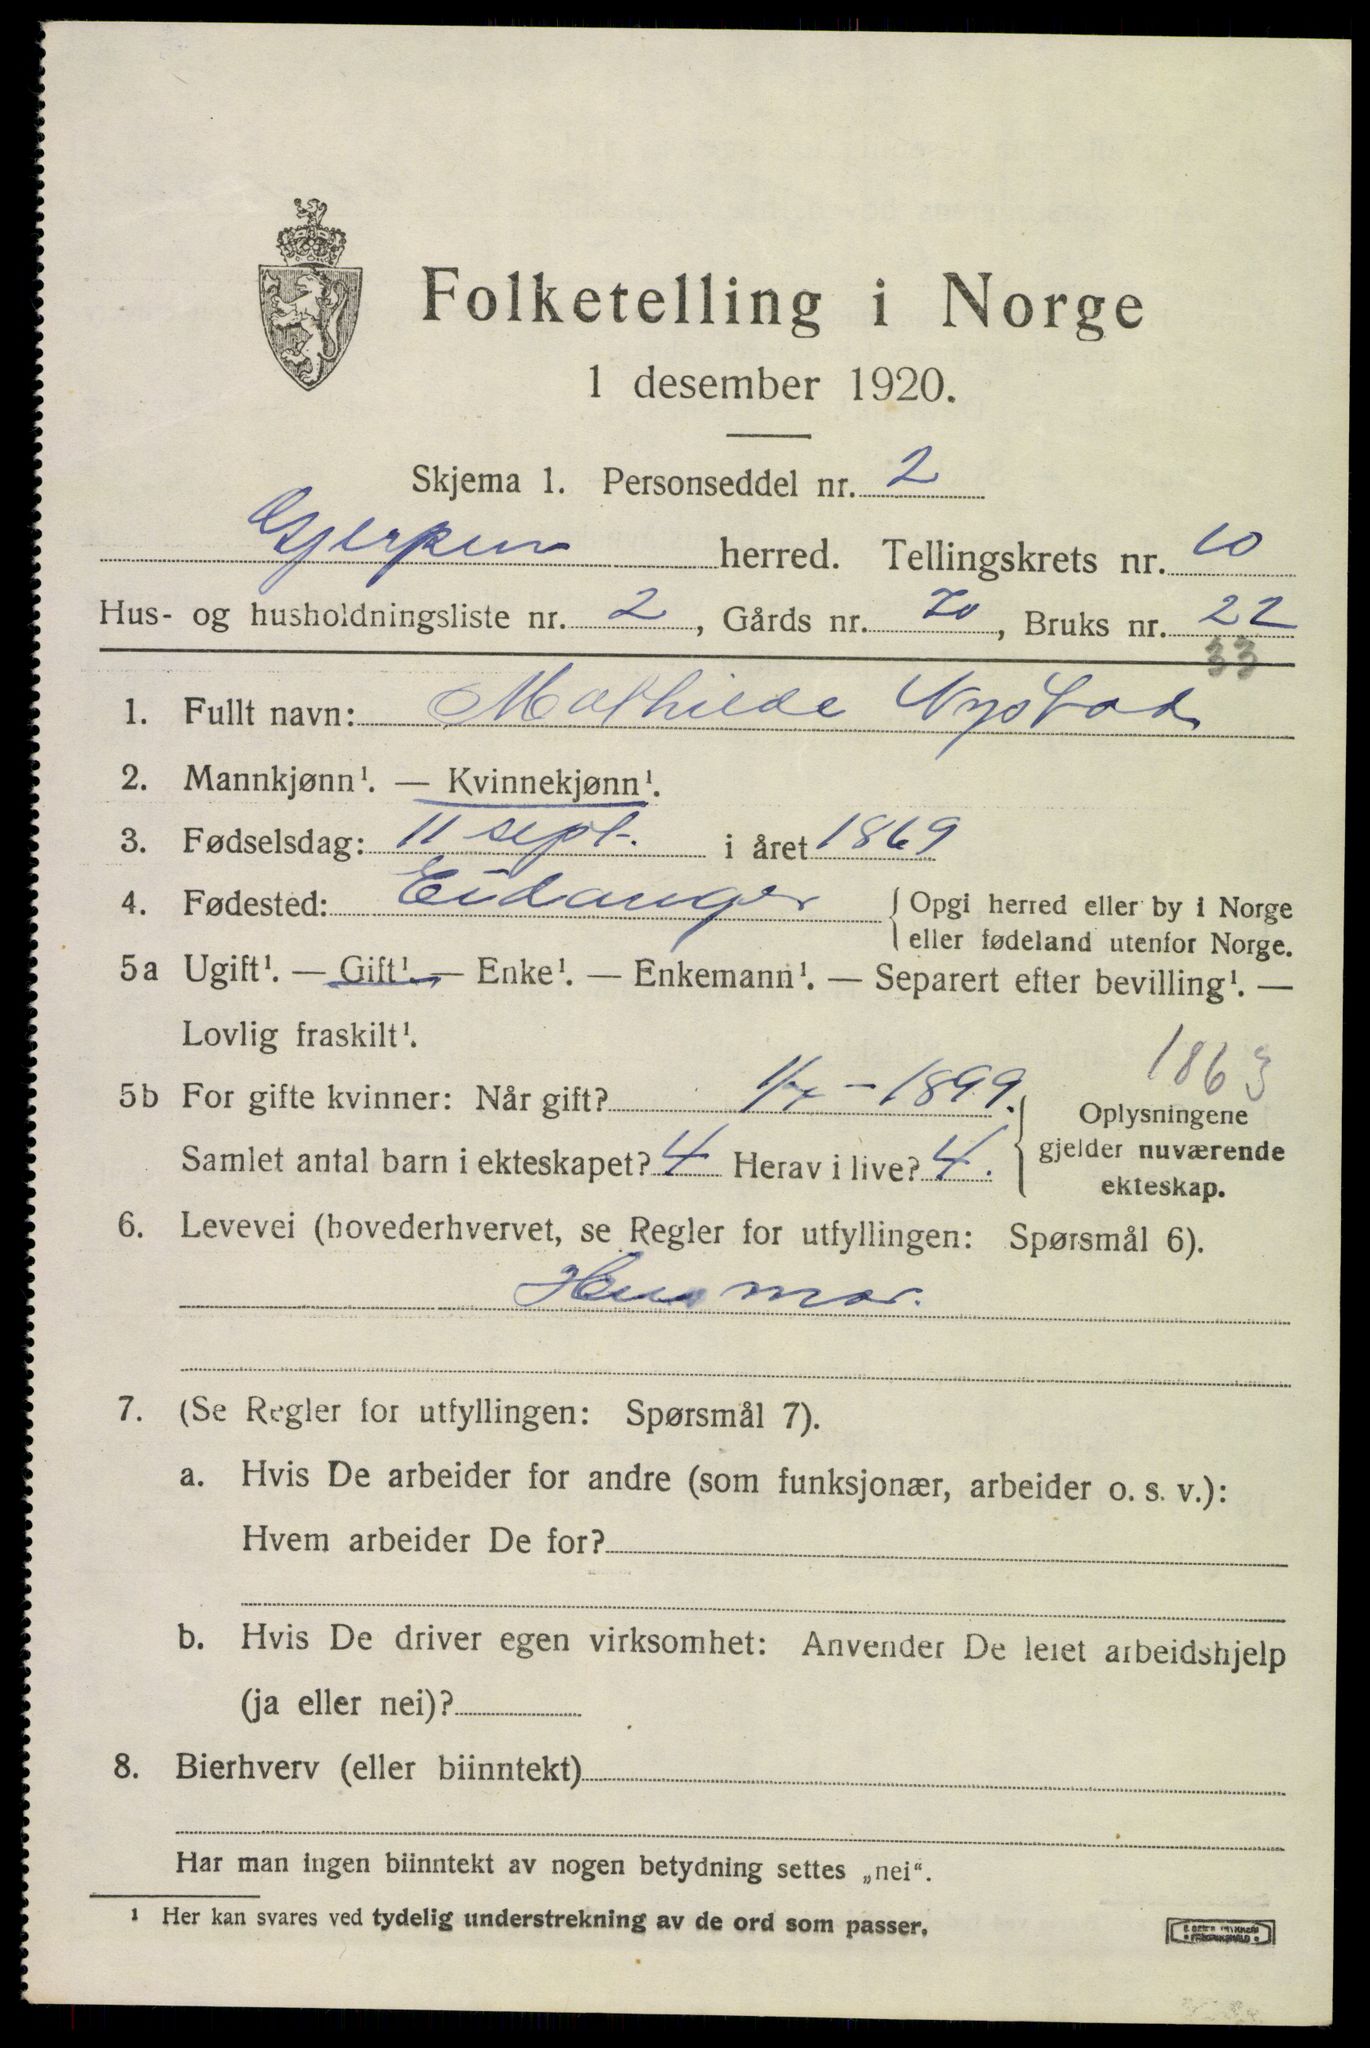 Folketelling i Norge
1 desember 1920.
Skjema 1. Personseddel nr. 2
Gjerpen herred. Tellingskrets nr. 10
Hus- og husholdningsliste nr. 2, Gårds nr. 70, Bruks nr. 22
33
1. Fullt navn: Mathilde Nystad
2. Mannkjønn¹. — Kvinnekjønn¹.
3. Fødselsdag: 11 sept. i året 1869
4. Fødested: Eidanger { Opgi herred eller by i Norge
eller fødeland utenfor Norge.
5a Ugift¹. — Gift¹. — Enke¹. — Enkemann¹. — Separert efter bevilling¹. —
Lovlig fraskilt¹.
1863
5b For gifte kvinner: Når gift? - 1899.
Samlet antal barn i ekteskapet? 4 Herav i live? 4.
} Oplysningene
gjelder nuværende
ekteskap.
6. Levevei (hovederhvervet, se Regler for utfyllingen: Spørsmål 6).
Husmor.
7. (Se Regler for utfyllingen: Spørsmål 7).
a. Hvis De arbeider for andre (som funksjonær, arbeider o. s. v.):
Hvem arbeider De for?
b. Hvis De driver egen virksomhet: Anvender De leiet arbeidshjelp
(ja eller nei)?
8. Bierhverv (eller biinntekt)
Har man ingen biinntekt av nogen betydning settes „nei“.
¹ Her kan svares ved tydelig understrekning av de ord som passer.